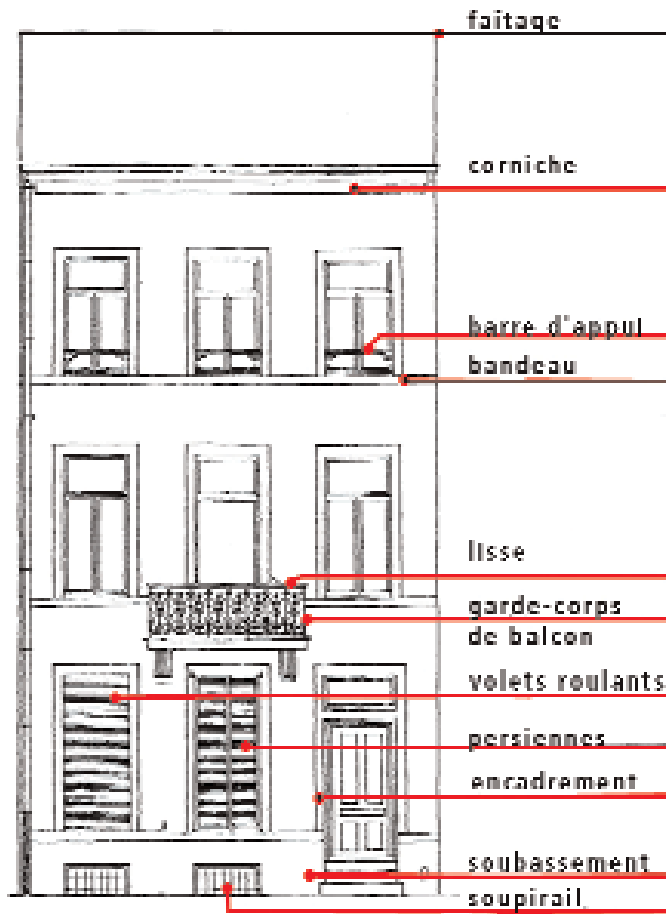 faitage
corniche
barre d'appui
bandeau
lisse
garde-corps
de balcon
volets roulants
persiennes
encadrement
soubassement
soupirail